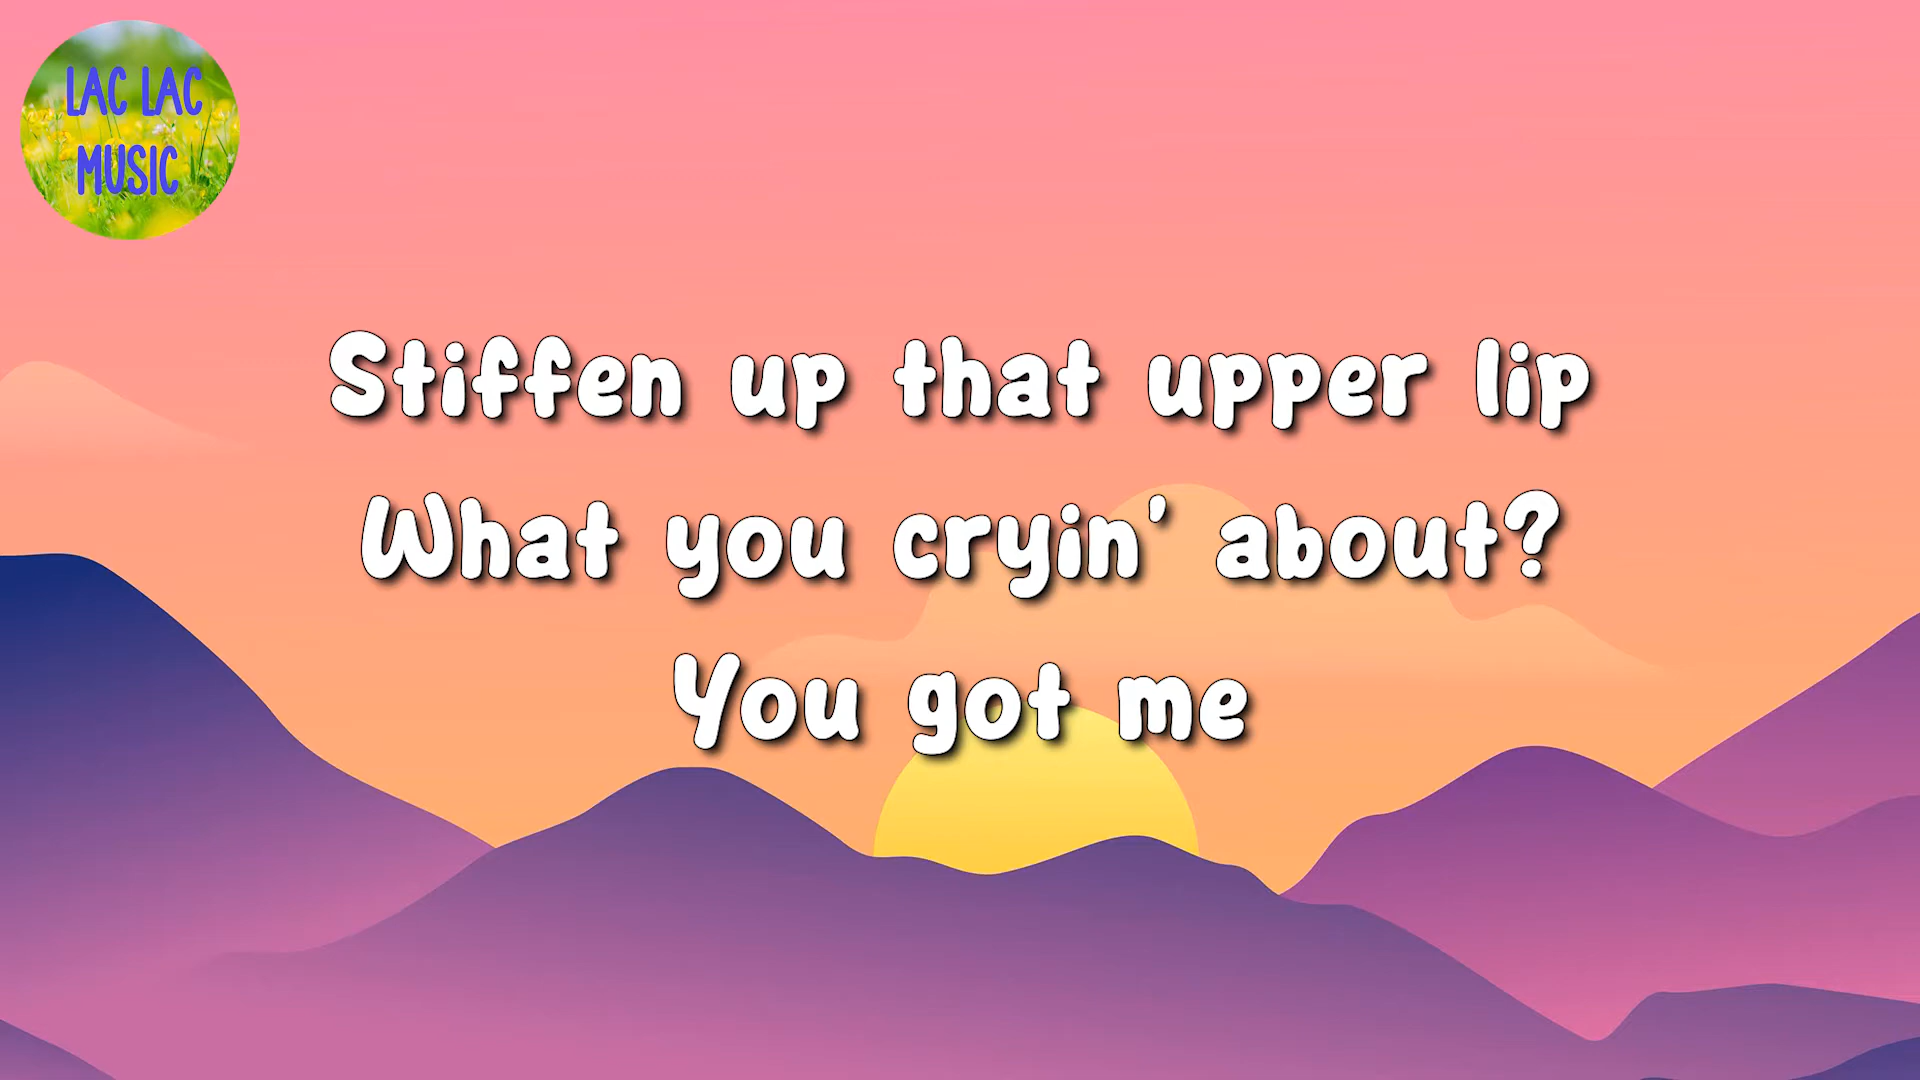 LAC LAC
MUSIC
Stiffen up that upper lip
What you cryin' about?
You got me